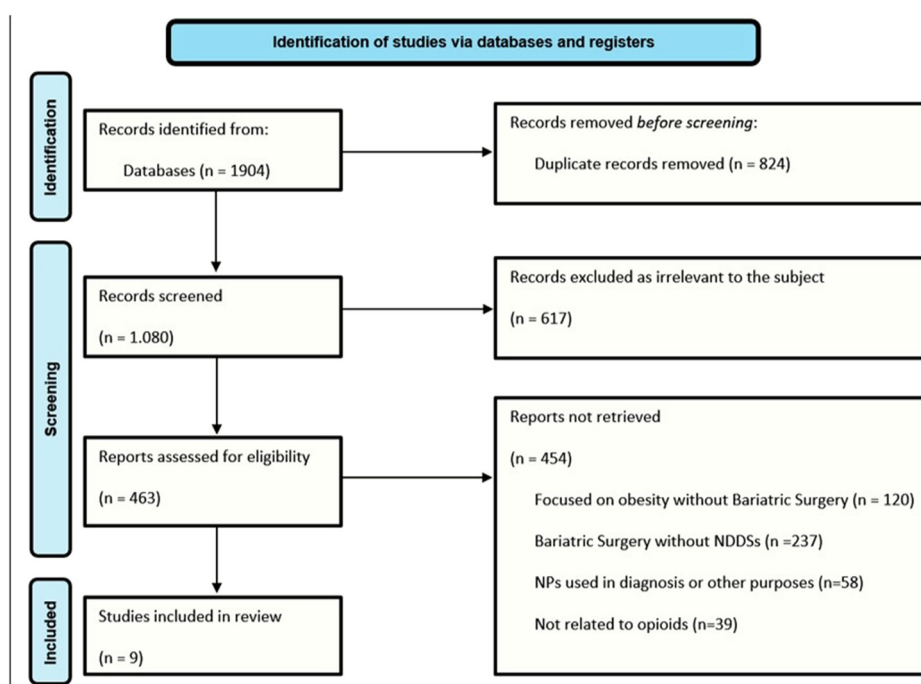 Identification of studies via databases and registers
Identification
Records identified from:
Databases (n = 1904)
Records removed before screening:
Duplicate records removed (n = 824)
Screening
Records screened
(n = 1.080)
Records excluded as irrelevant to the subject
(n = 617)
Reports assessed for eligibility
(n = 463)
Reports not retrieved
(n = 454)
Focused on obesity without Bariatric Surgery (n = 120)
Bariatric Surgery without NDDSs (n =237)
NPs used in diagnosis or other purposes (n=58)
Not related to opioids (n=39)
Included
Studies included in review
(n = 9)